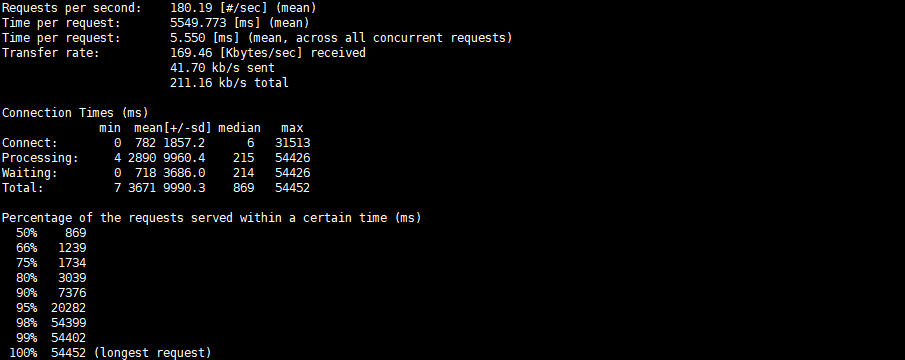 Requests per second:    180.19 [#/sec] (mean)
Time per request:       5549.773 [ms] (mean)
Time per request:       5.550 [ms] (mean, across all concurrent requests)
Transfer rate:          169.46 [Kbytes/sec] received
                        41.70 kb/s sent
                        211.16 kb/s total

Connection Times (ms)
              min  mean[+/-sd] median   max
Connect:        0  782 1857.2      6   31513
Processing:     4 2890 9960.4    215   54426
Waiting:        0  718 3686.0    214   54426
Total:          7 3671 9990.3    869   54452

Percentage of the requests served within a certain time (ms)
  50%    869
  66%   1239
  75%   1734
  80%   3039
  90%   7376
  95%  20282
  98%  54399
  99%  54402
 100%  54452 (longest request)